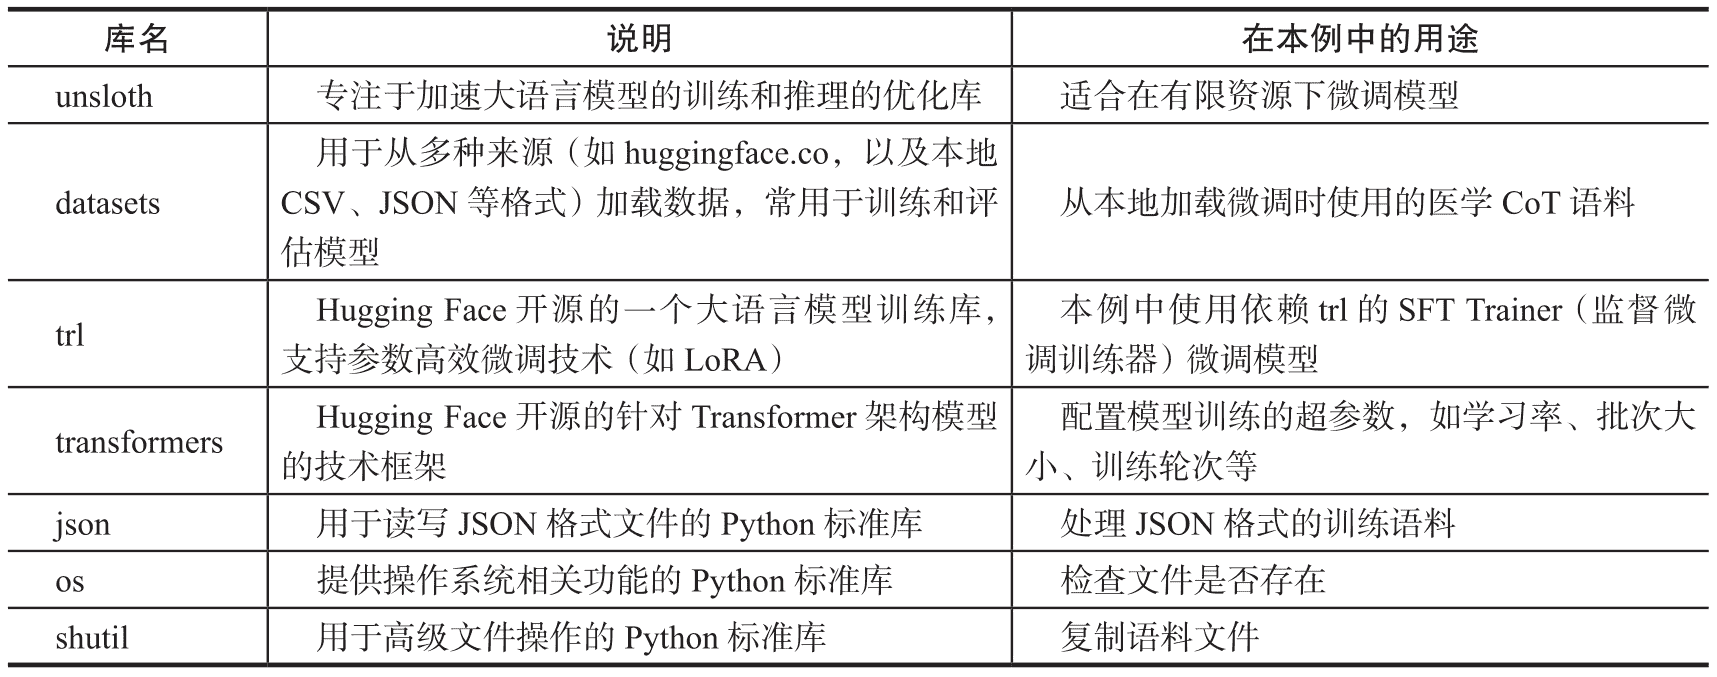 库名 说明 在本例中的用途
unsloth 专注于加速大语言模型的训练和推理的优化库 适合在有限资源下微调模型
datasets
用于从多种来源（如 huggingface.co，以及本地
CSV、JSON 等格式）加载数据，常用于训练和评
估模型
从本地加载微调时使用的医学 CoT 语料
trl
Hugging Face 开源的一个大语言模型训练库，
支持参数高效微调技术（如 LoRA）
本例中使用依赖 trl 的 SFT Trainer（监督微
调训练器）微调模型
transformers
Hugging Face 开源的针对 Transformer 架构模型
的技术框架
配置模型训练的超参数，如学习率、批次大
小、训练轮次等
json 用于读写 JSON 格式文件的 Python 标准库 处理 JSON 格式的训练语料
os 提供操作系统相关功能的 Python 标准库 检查文件是否存在
shutil 用于高级文件操作的 Python 标准库 复制语料文件